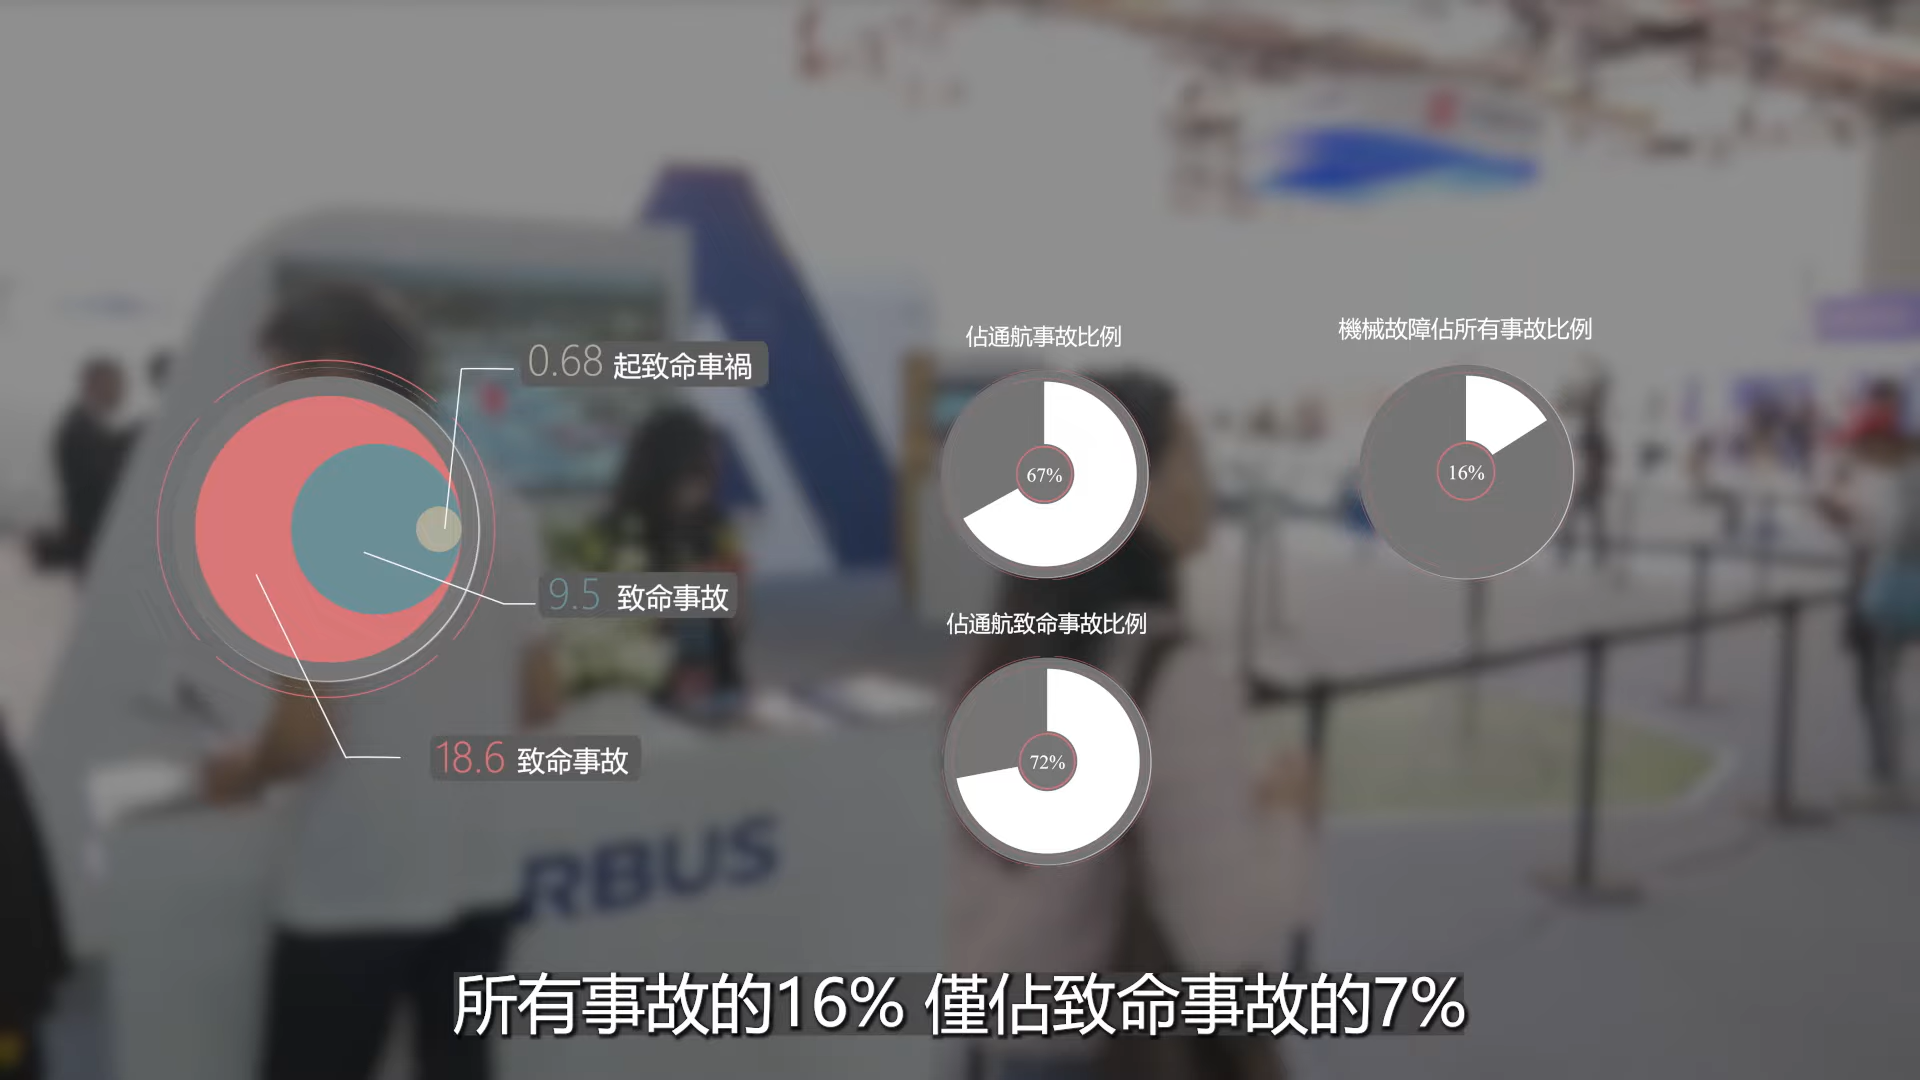 0.68 起致命車禍
9.5 致命事故
18.6 致命事故
佔通航事故比例
67%
佔通航致命事故比例
72%
機械故障佔所有事故比例
16%
RBUS
所有事故的16% 僅佔致命事故的7%